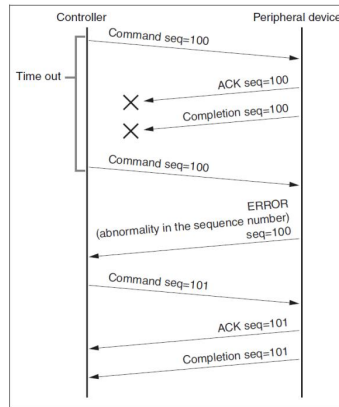 Controller
Peripheral device
Command seq=100
Time out
ACK seq=100
Completion seq=100
Command seq=100
ERROR
(abnormality in the sequence number)
seq=100
Command seq=101
ACK seq=101
Completion seq=101